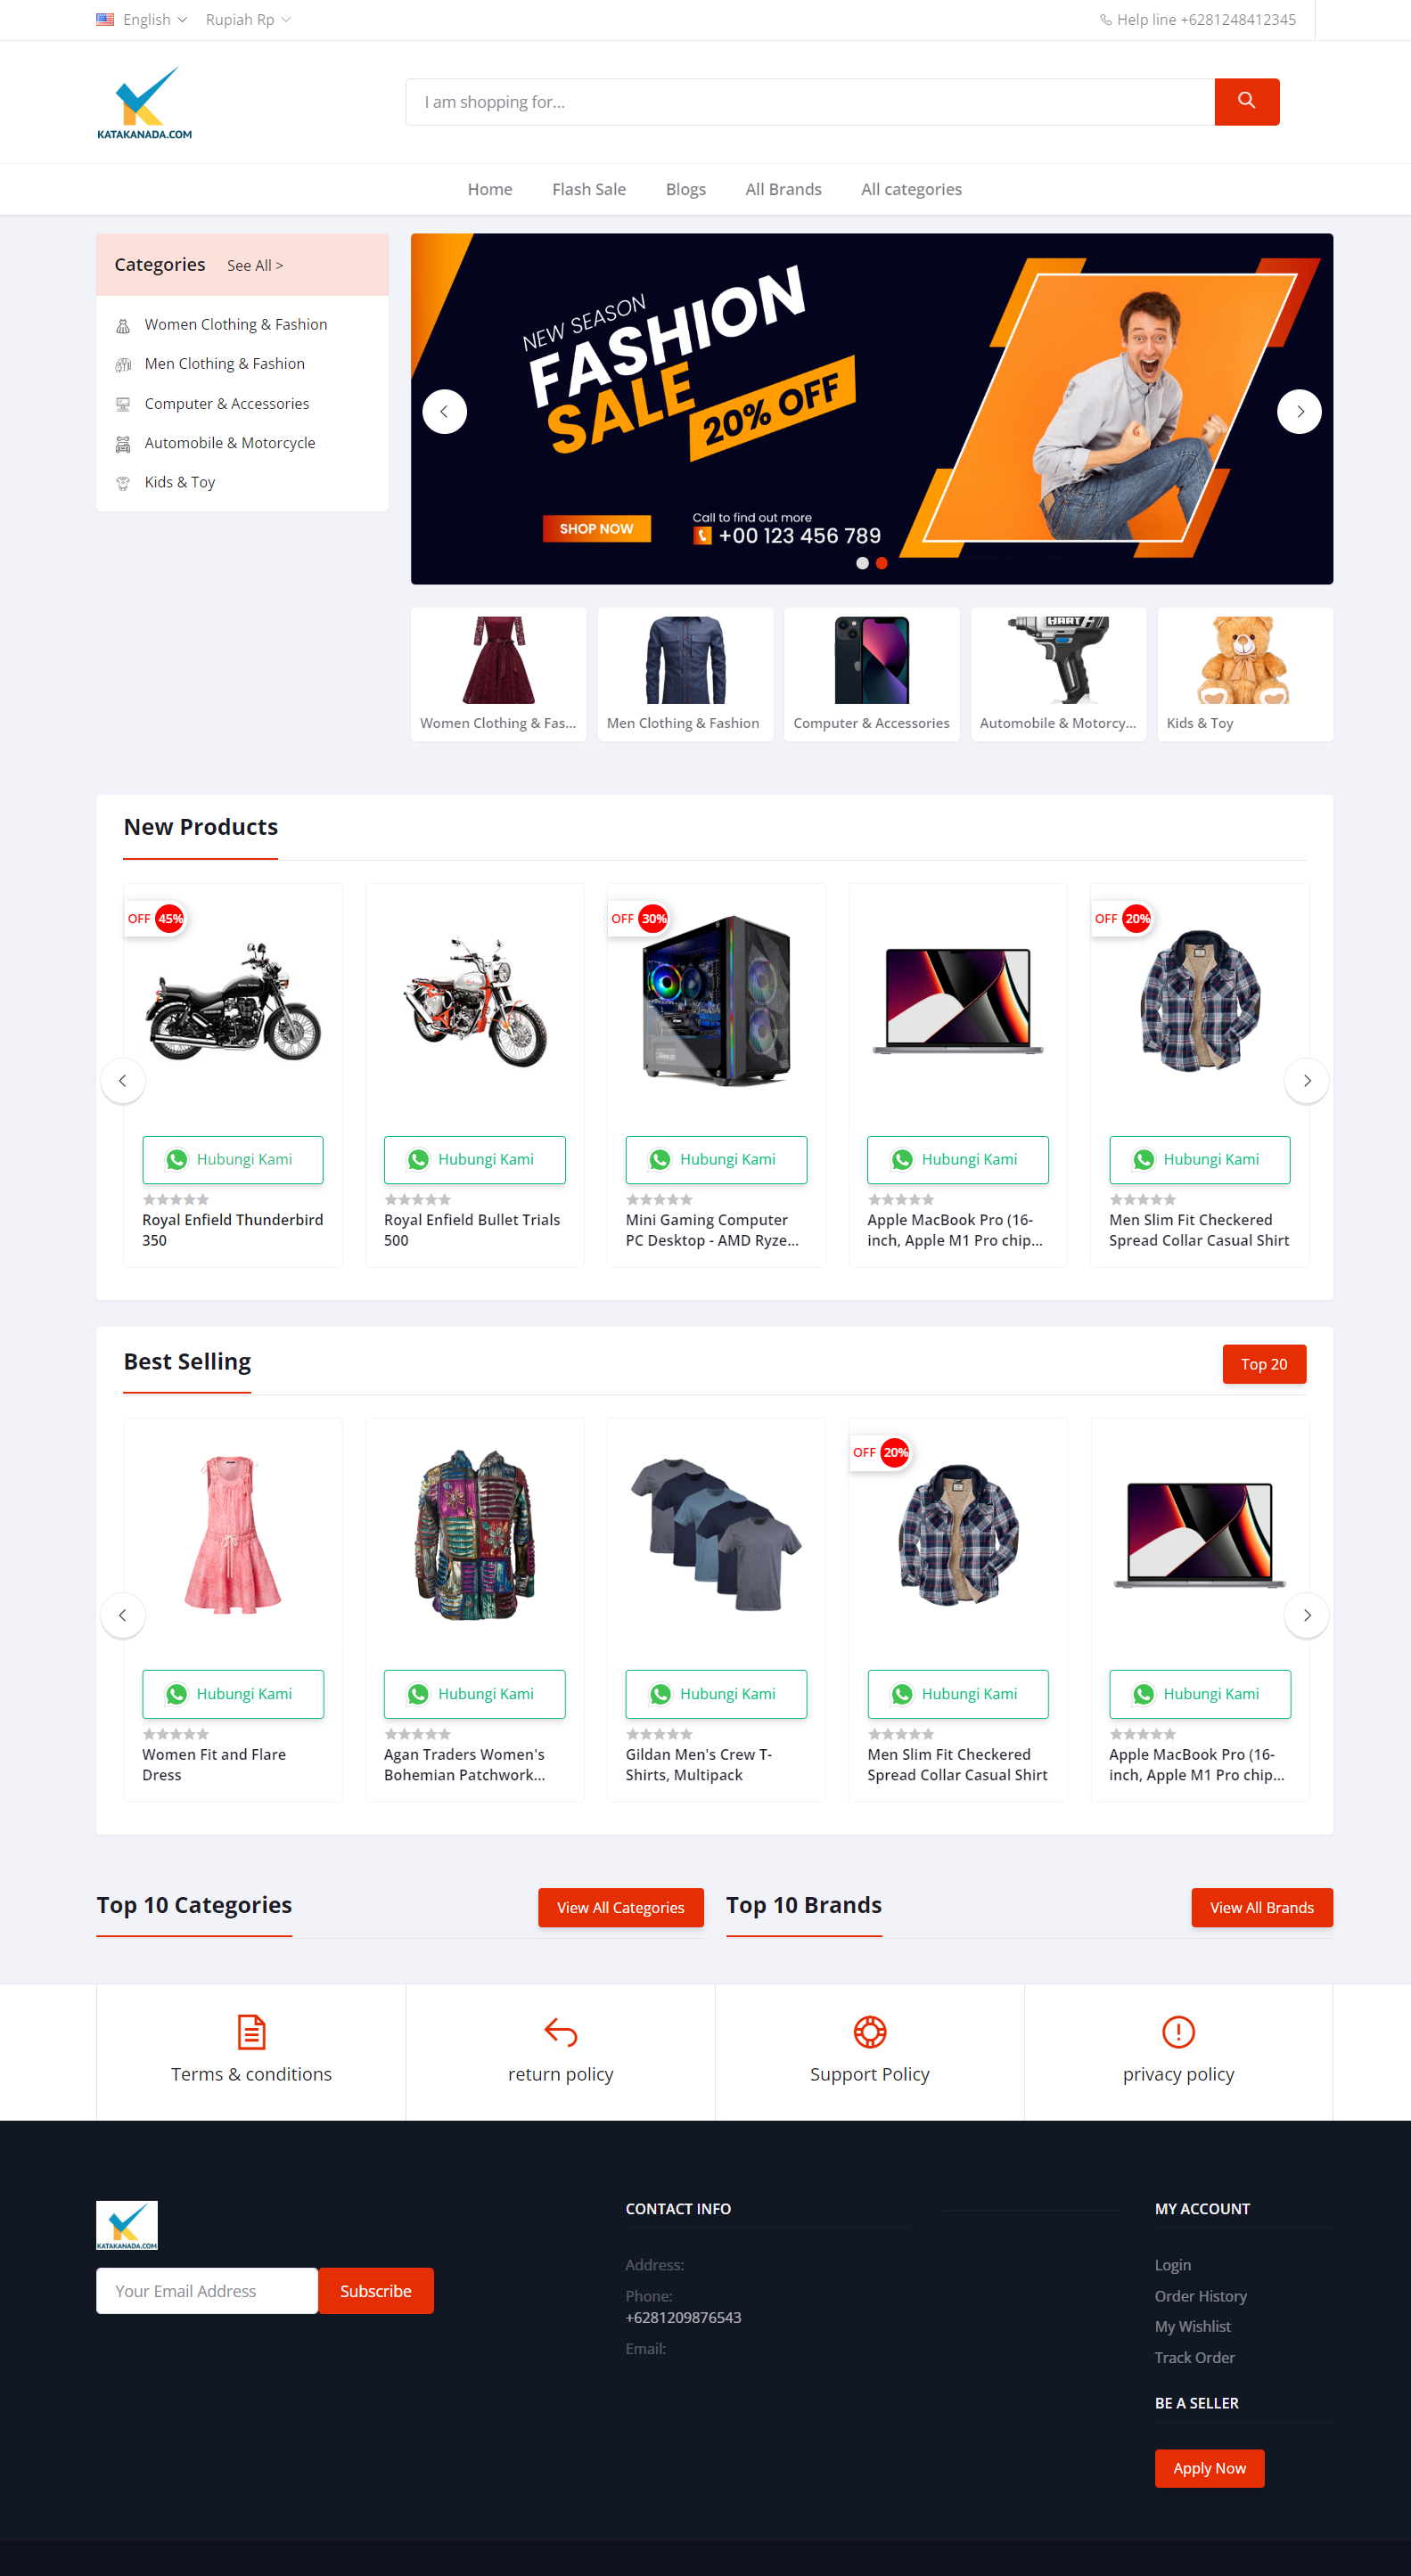 English
Rupiah Rp
Help line +6281248412345
KATAKANADA.COM
I am shopping for...
Home
Flash Sale
Blogs
All Brands
All categories
Categories
See All >
Women Clothing & Fashion
Men Clothing & Fashion
Computer & Accessories
Automobile & Motorcycle
Kids & Toy
NEW SEASON
FASHION
SALE
20% OFF
SHOP NOW
Call to find out more
+00 123 456 789
HART
Women Clothing & Fas...
Men Clothing & Fashion
Computer & Accessories
Automobile & Motorcy...
Kids & Toy
New Products
OFF 45%
Hubungi Kami
Royal Enfield Thunderbird
350
Hubungi Kami
Royal Enfield Bullet Trials
500
OFF 30%
Hubungi Kami
Mini Gaming Computer
PC Desktop - AMD Ryze...
Hubungi Kami
Apple MacBook Pro (16-
inch, Apple M1 Pro chip...
OFF 20%
Hubungi Kami
Men Slim Fit Checkered
Spread Collar Casual Shirt
Best Selling
Top 20
Hubungi Kami
Women Fit and Flare
Dress
Hubungi Kami
Agan Traders Women's
Bohemian Patchwork...
Hubungi Kami
Gildan Men's Crew T-
Shirts, Multipack
OFF 20%
Hubungi Kami
Men Slim Fit Checkered
Spread Collar Casual Shirt
Hubungi Kami
Apple MacBook Pro (16-
inch, Apple M1 Pro chip...
Top 10 Categories
View All Categories
Top 10 Brands
View All Brands
Terms & conditions
return policy
Support Policy
privacy policy
KATAKANADA.COM
Your Email Address
Subscribe
CONTACT INFO
Address:
Phone:
+6281209876543
Email:
MY ACCOUNT
Login
Order History
My Wishlist
Track Order
BE A SELLER
Apply Now